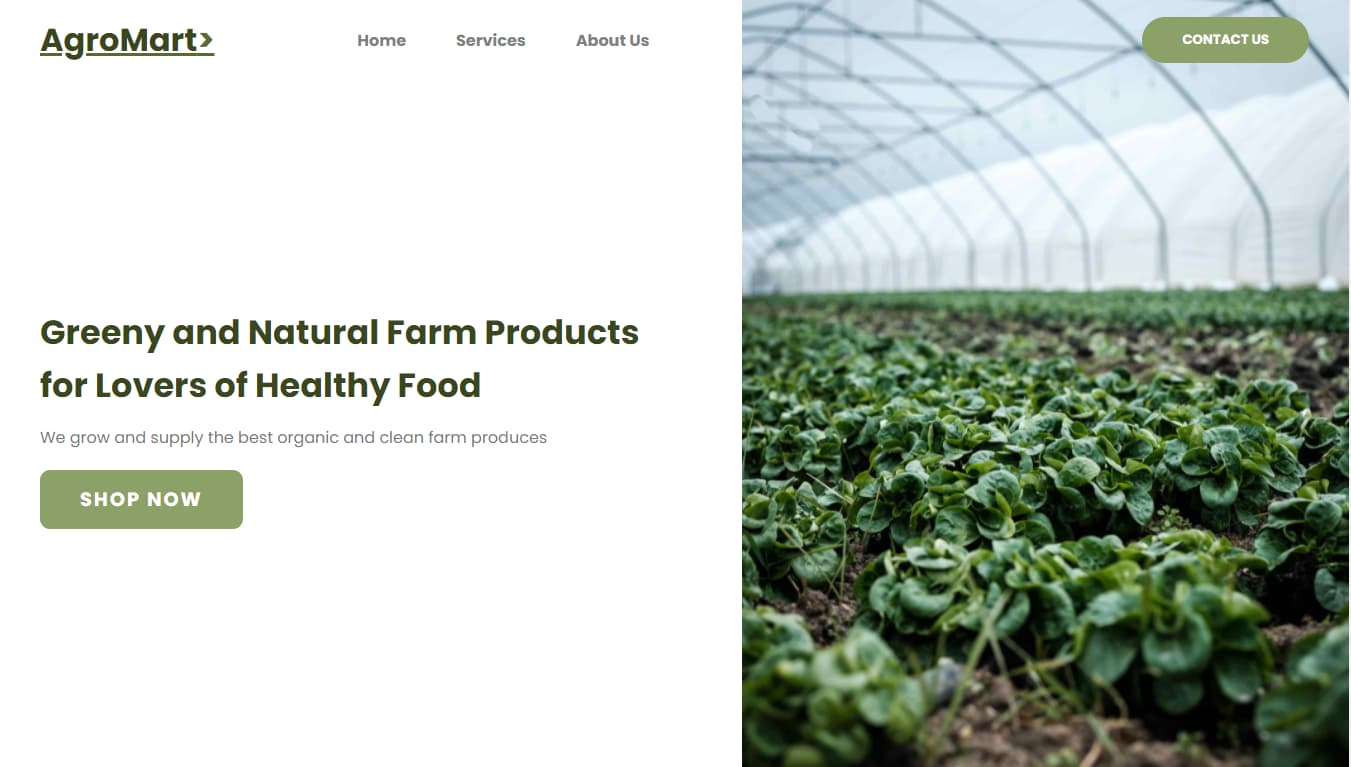 AgroMart>
Home
Services
About Us
CONTACT US
Greeny and Natural Farm Products
for Lovers of Healthy Food
We grow and supply the best organic and clean farm produces
SHOP NOW